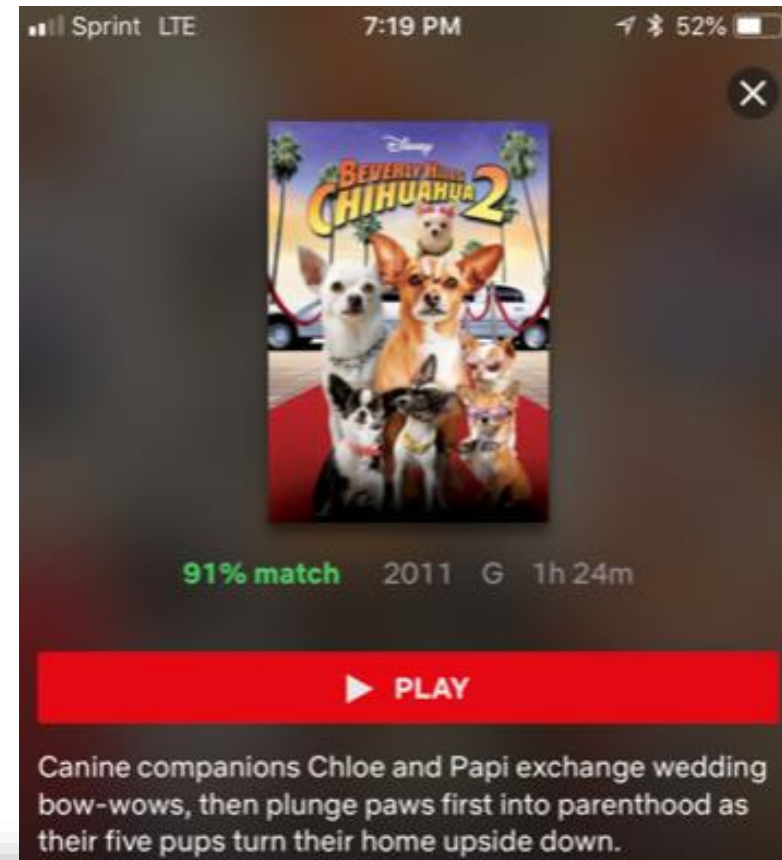 Sprint LTE 7:19 PM 52%
Disney
BEVERLY HILLS
CHIHUAHUA 2
91% match 2011 G 1h 24m
PLAY
Canine companions Chloe and Papi exchange wedding
bow-wows, then plunge paws first into parenthood as
their five pups turn their home upside down.